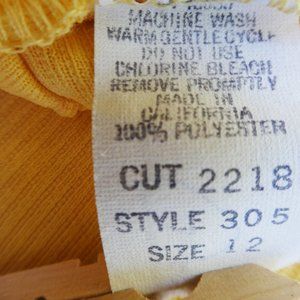 MACHINE WASH
WARM GENTLE CYCLE
DO NOT USE
CHLORINE BLEACH
REMOVE PROMPTLY
MADE IN
CALIFORNIA
100% POLYESTER
CUT 2218
STYLE 305
SIZE 12